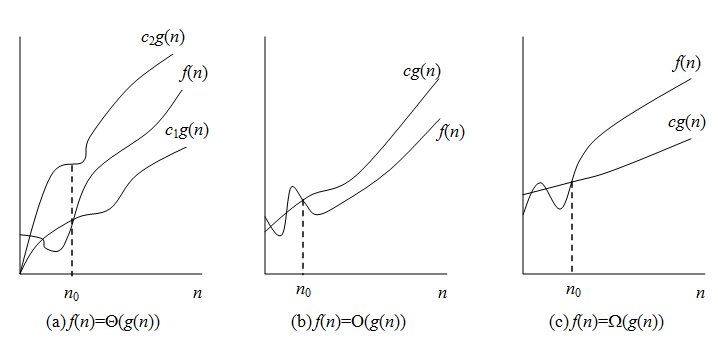 c₂g(n)
f(n)
c₁g(n)
n₀
n
(a) f(n)=Θ(g(n))
cg(n)
f(n)
n₀
n
(b) f(n)=O(g(n))
f(n)
cg(n)
n₀
n
(c) f(n)=Ω(g(n))